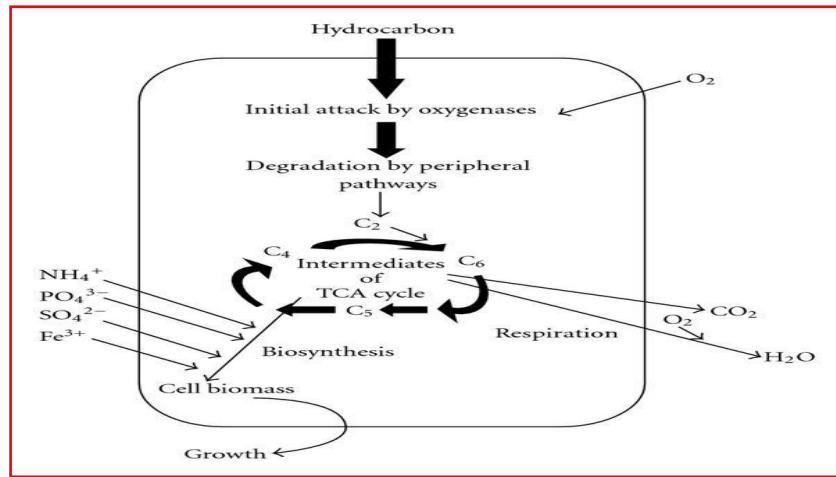 Hydrocarbon
O₂
Initial attack by oxygenases
Degradation by peripheral
pathways
C₂
C₄
C₆
Intermediates
of
TCA cycle
C₅
NH₄⁺
PO₄³⁻
SO₄²⁻
Fe³⁺
Biosynthesis
Respiration
O₂
CO₂
H₂O
Cell biomass
Growth